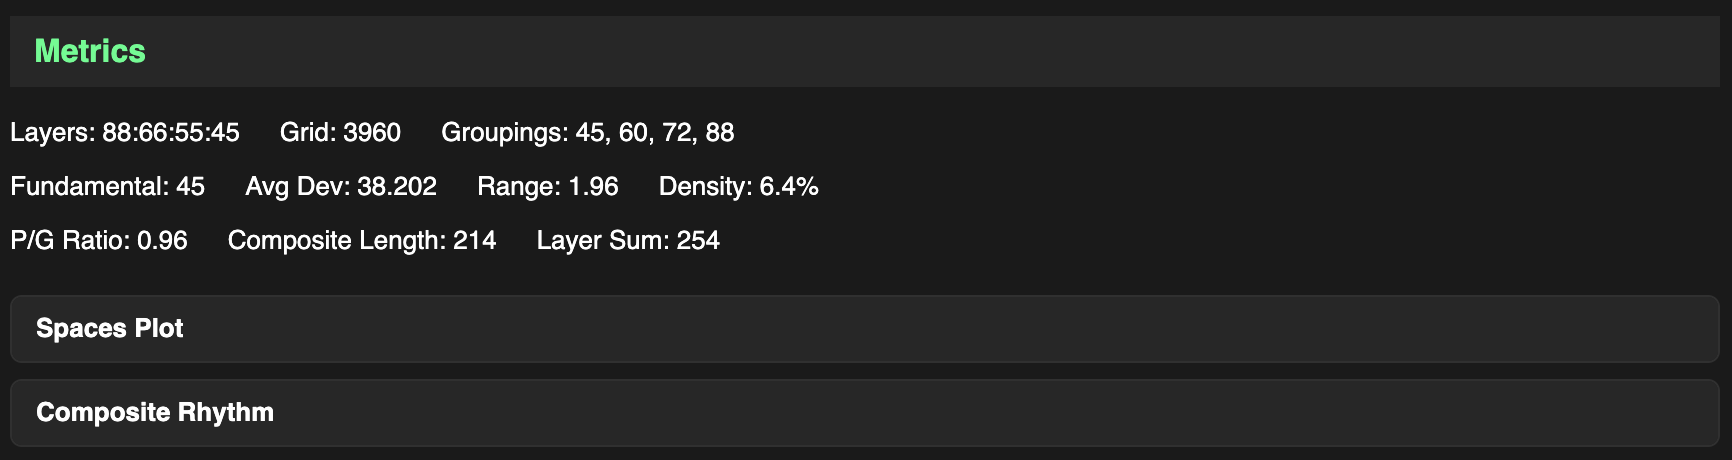 Metrics
Layers: 88:66:55:45 Grid: 3960 Groupings: 45, 60, 72, 88
Fundamental: 45 Avg Dev: 38.202 Range: 1.96 Density: 6.4%
P/G Ratio: 0.96 Composite Length: 214 Layer Sum: 254
Spaces Plot
Composite Rhythm